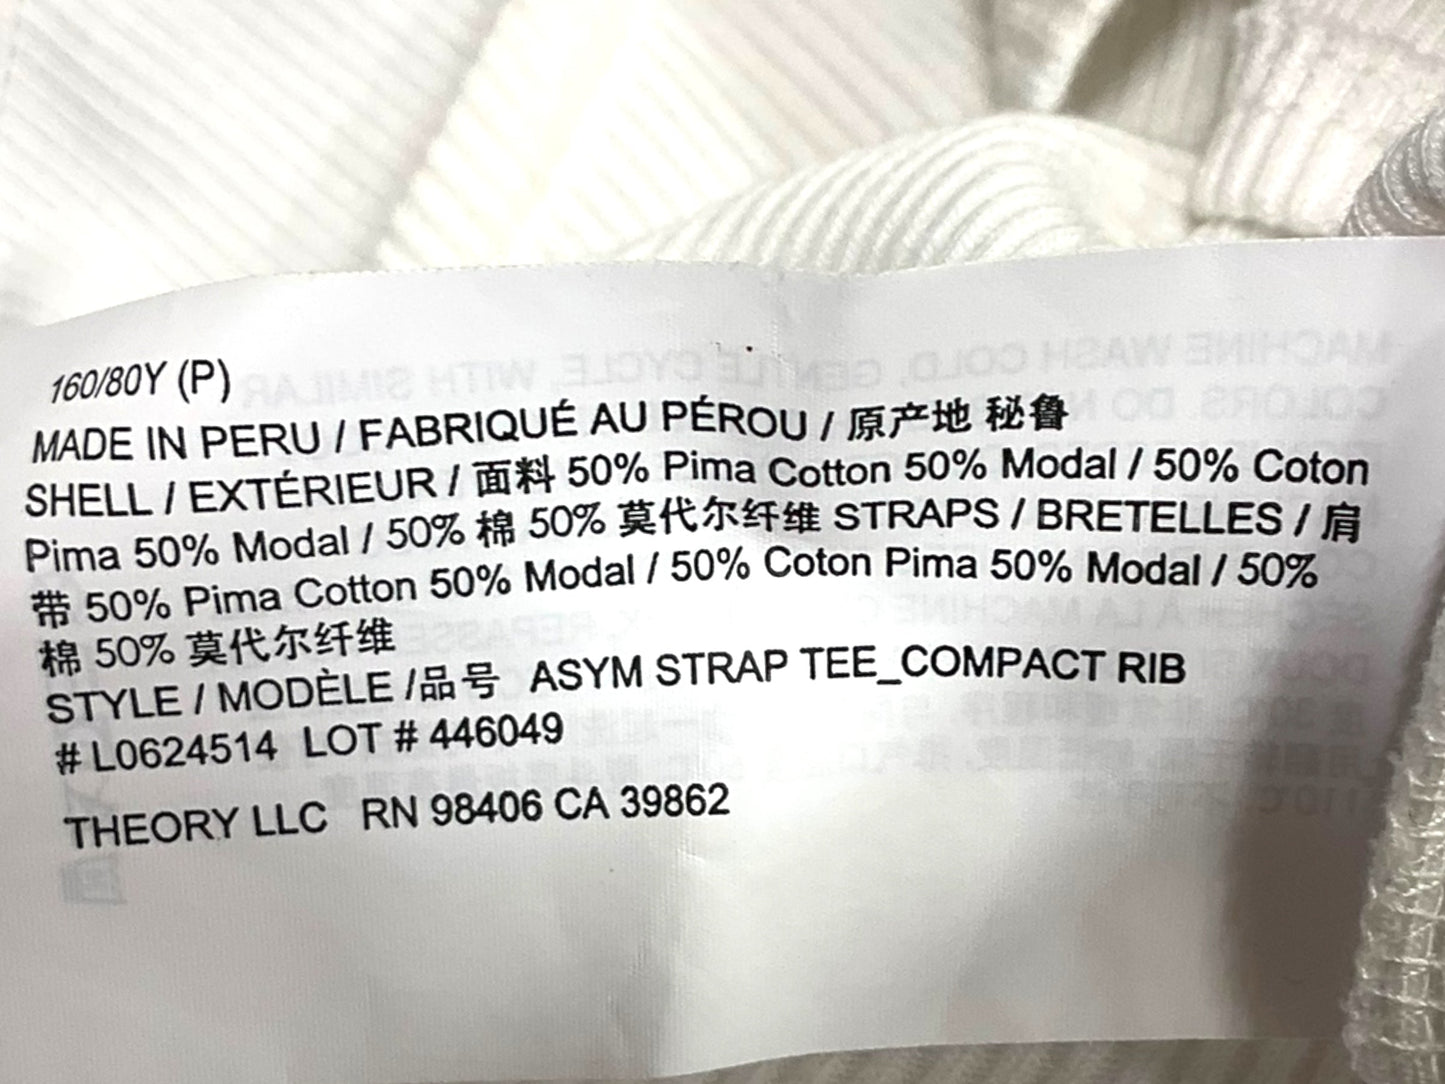 160/80Y (P)
MADE IN PERU / FABRIQUÉ AU PÉROU / 原产地 秘鲁
SHELL / EXTÉRIEUR / 面料 50% Pima Cotton 50% Modal / 50% Coton
Pima 50% Modal / 50% 棉 50% 莫代尔纤维 STRAPS / BRETELLES / 肩
带 50% Pima Cotton 50% Modal / 50% Coton Pima 50% Modal / 50%
棉 50% 莫代尔纤维
STYLE / MODÈLE /品号 ASYM STRAP TEE_COMPACT RIB
# L0624514 LOT # 446049
THEORY LLC RN 98406 CA 39862